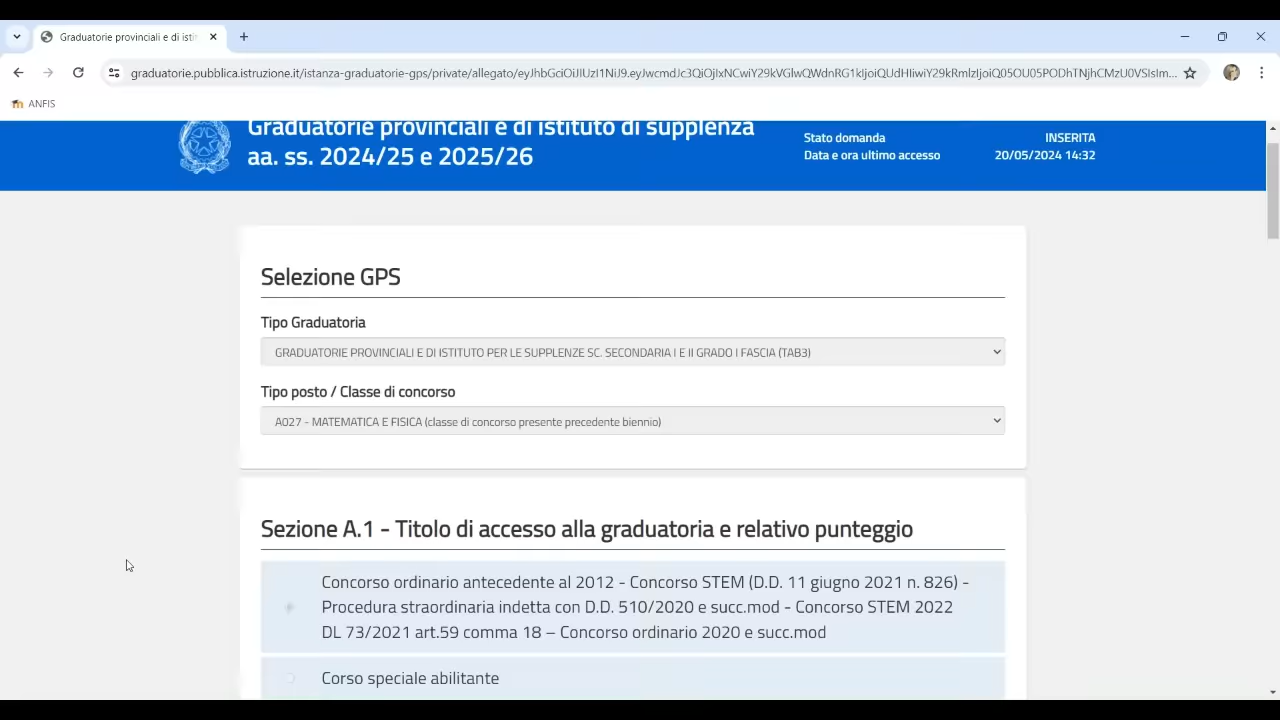 Graduatorie provinciali e di isti
graduatorie.pubblica.istruzione.it/istanza-graduatorie-gps/private/allegato/
ANFIS
Graduatorie provinciali e di istituto di supplenza
aa. ss. 2024/25 e 2025/26
Stato domanda INSERITA
Data e ora ultimo accesso 20/05/2024 14:32
Selezione GPS
Tipo Graduatoria
GRADUATORIE PROVINCIALI E DI ISTITUTO PER LE SUPPLENZE SC. SECONDARIA I E II GRADO I FASCIA (TAB3)
Tipo posto / Classe di concorso
A027 - MATEMATICA E FISICA (classe di concorso presente precedente biennio)
Sezione A.1 - Titolo di accesso alla graduatoria e relativo punteggio
Concorso ordinario antecedente al 2012 - Concorso STEM (D.D. 11 giugno 2021 n. 826) -
Procedura straordinaria indetta con D.D. 510/2020 e succ.mod - Concorso STEM 2022
DL 73/2021 art.59 comma 18 – Concorso ordinario 2020 e succ.mod
Corso speciale abilitante